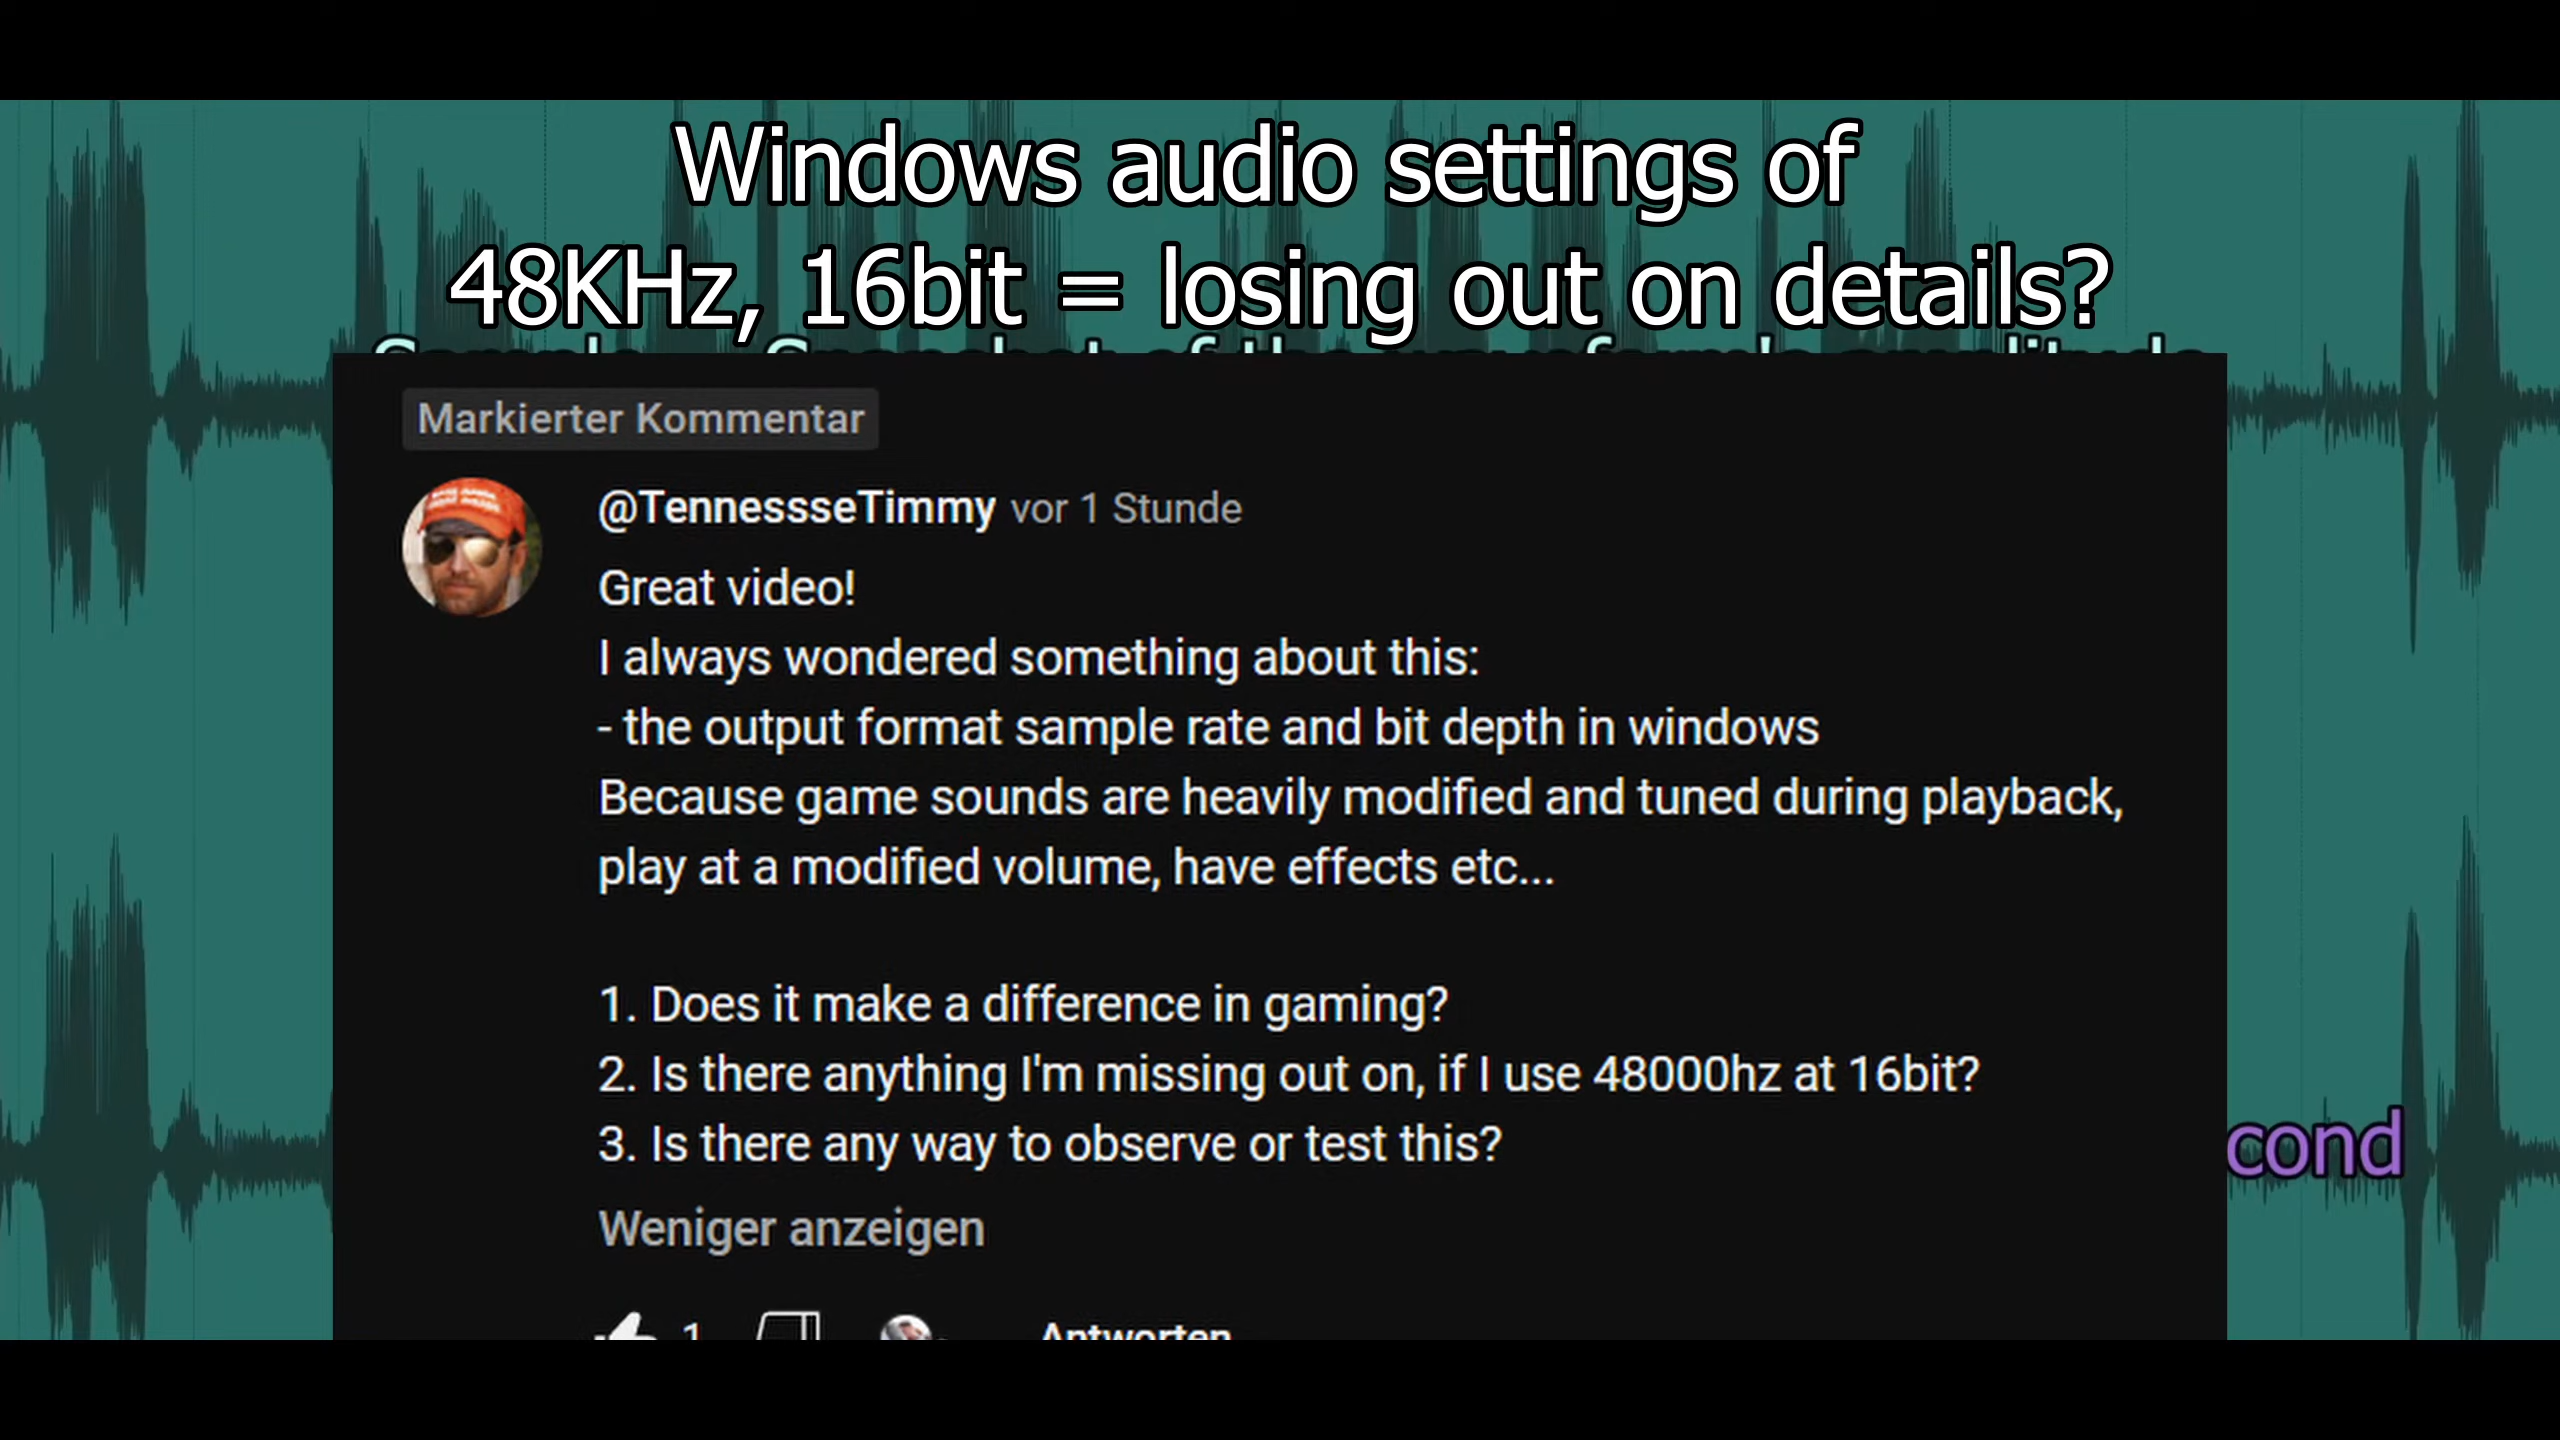 Windows audio settings of
48KHz, 16bit = losing out on details?
Markierter Kommentar
@TennessseTimmy vor 1 Stunde
Great video!
I always wondered something about this:
- the output format sample rate and bit depth in windows
Because game sounds are heavily modified and tuned during playback,
play at a modified volume, have effects etc...
1. Does it make a difference in gaming?
2. Is there anything I'm missing out on, if I use 48000hz at 16bit?
3. Is there any way to observe or test this?
cond
Weniger anzeigen
1 Antworten